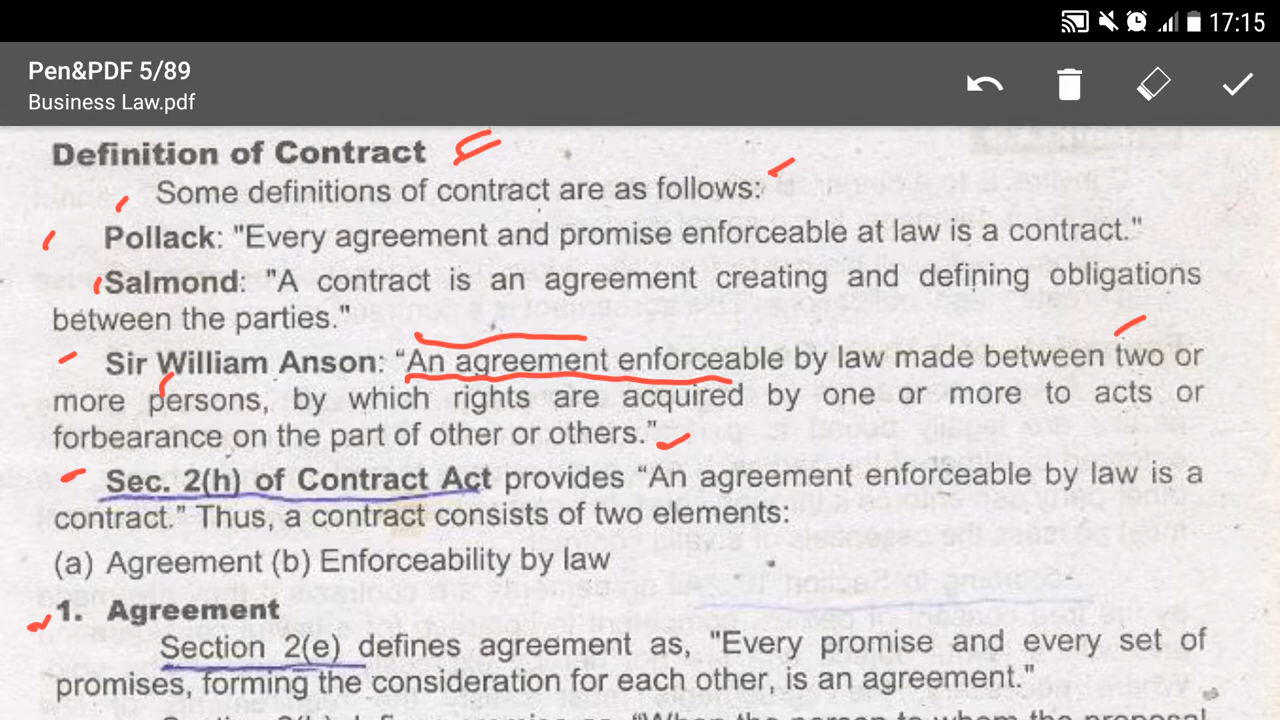 17:15
Pen&PDF 5/89
Business Law.pdf
Definition of Contract
Some definitions of contract are as follows:
Pollack: "Every agreement and promise enforceable at law is a contract."
Salmond: "A contract is an agreement creating and defining obligations
between the parties."
Sir William Anson: “An agreement enforceable by law made between two or
more persons, by which rights are acquired by one or more to acts or
forbearance on the part of other or others.”
Sec. 2(h) of Contract Act provides “An agreement enforceable by law is a
contract.” Thus, a contract consists of two elements:
(a) Agreement (b) Enforceability by law
1. Agreement
Section 2(e) defines agreement as, "Every promise and every set of
promises, forming the consideration for each other, is an agreement."